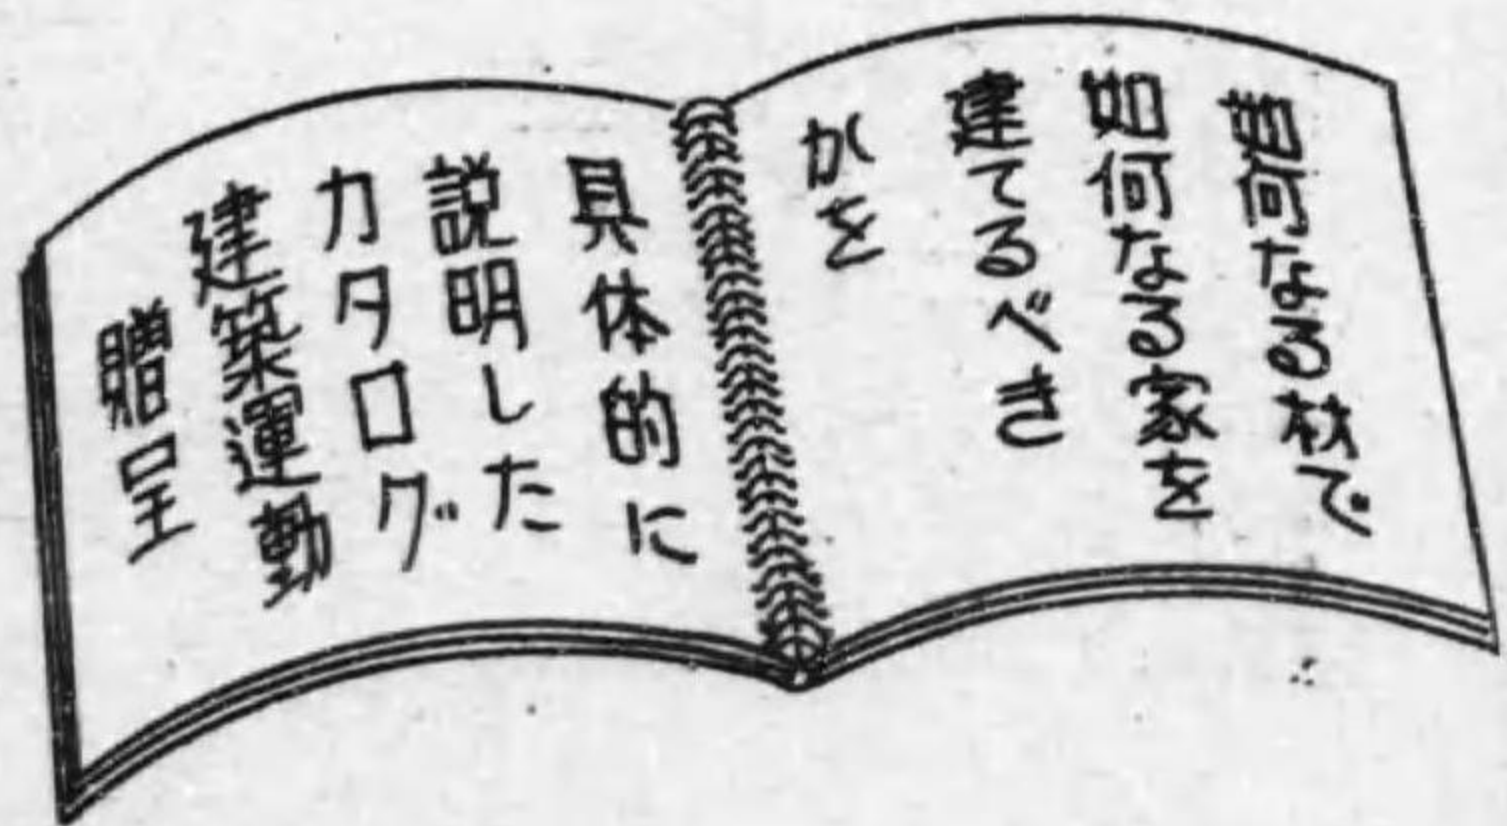 如何なる材で
如何なる家を
建てるべき
かを
具体的に
説明した
カタログ
建築運動
贈呈